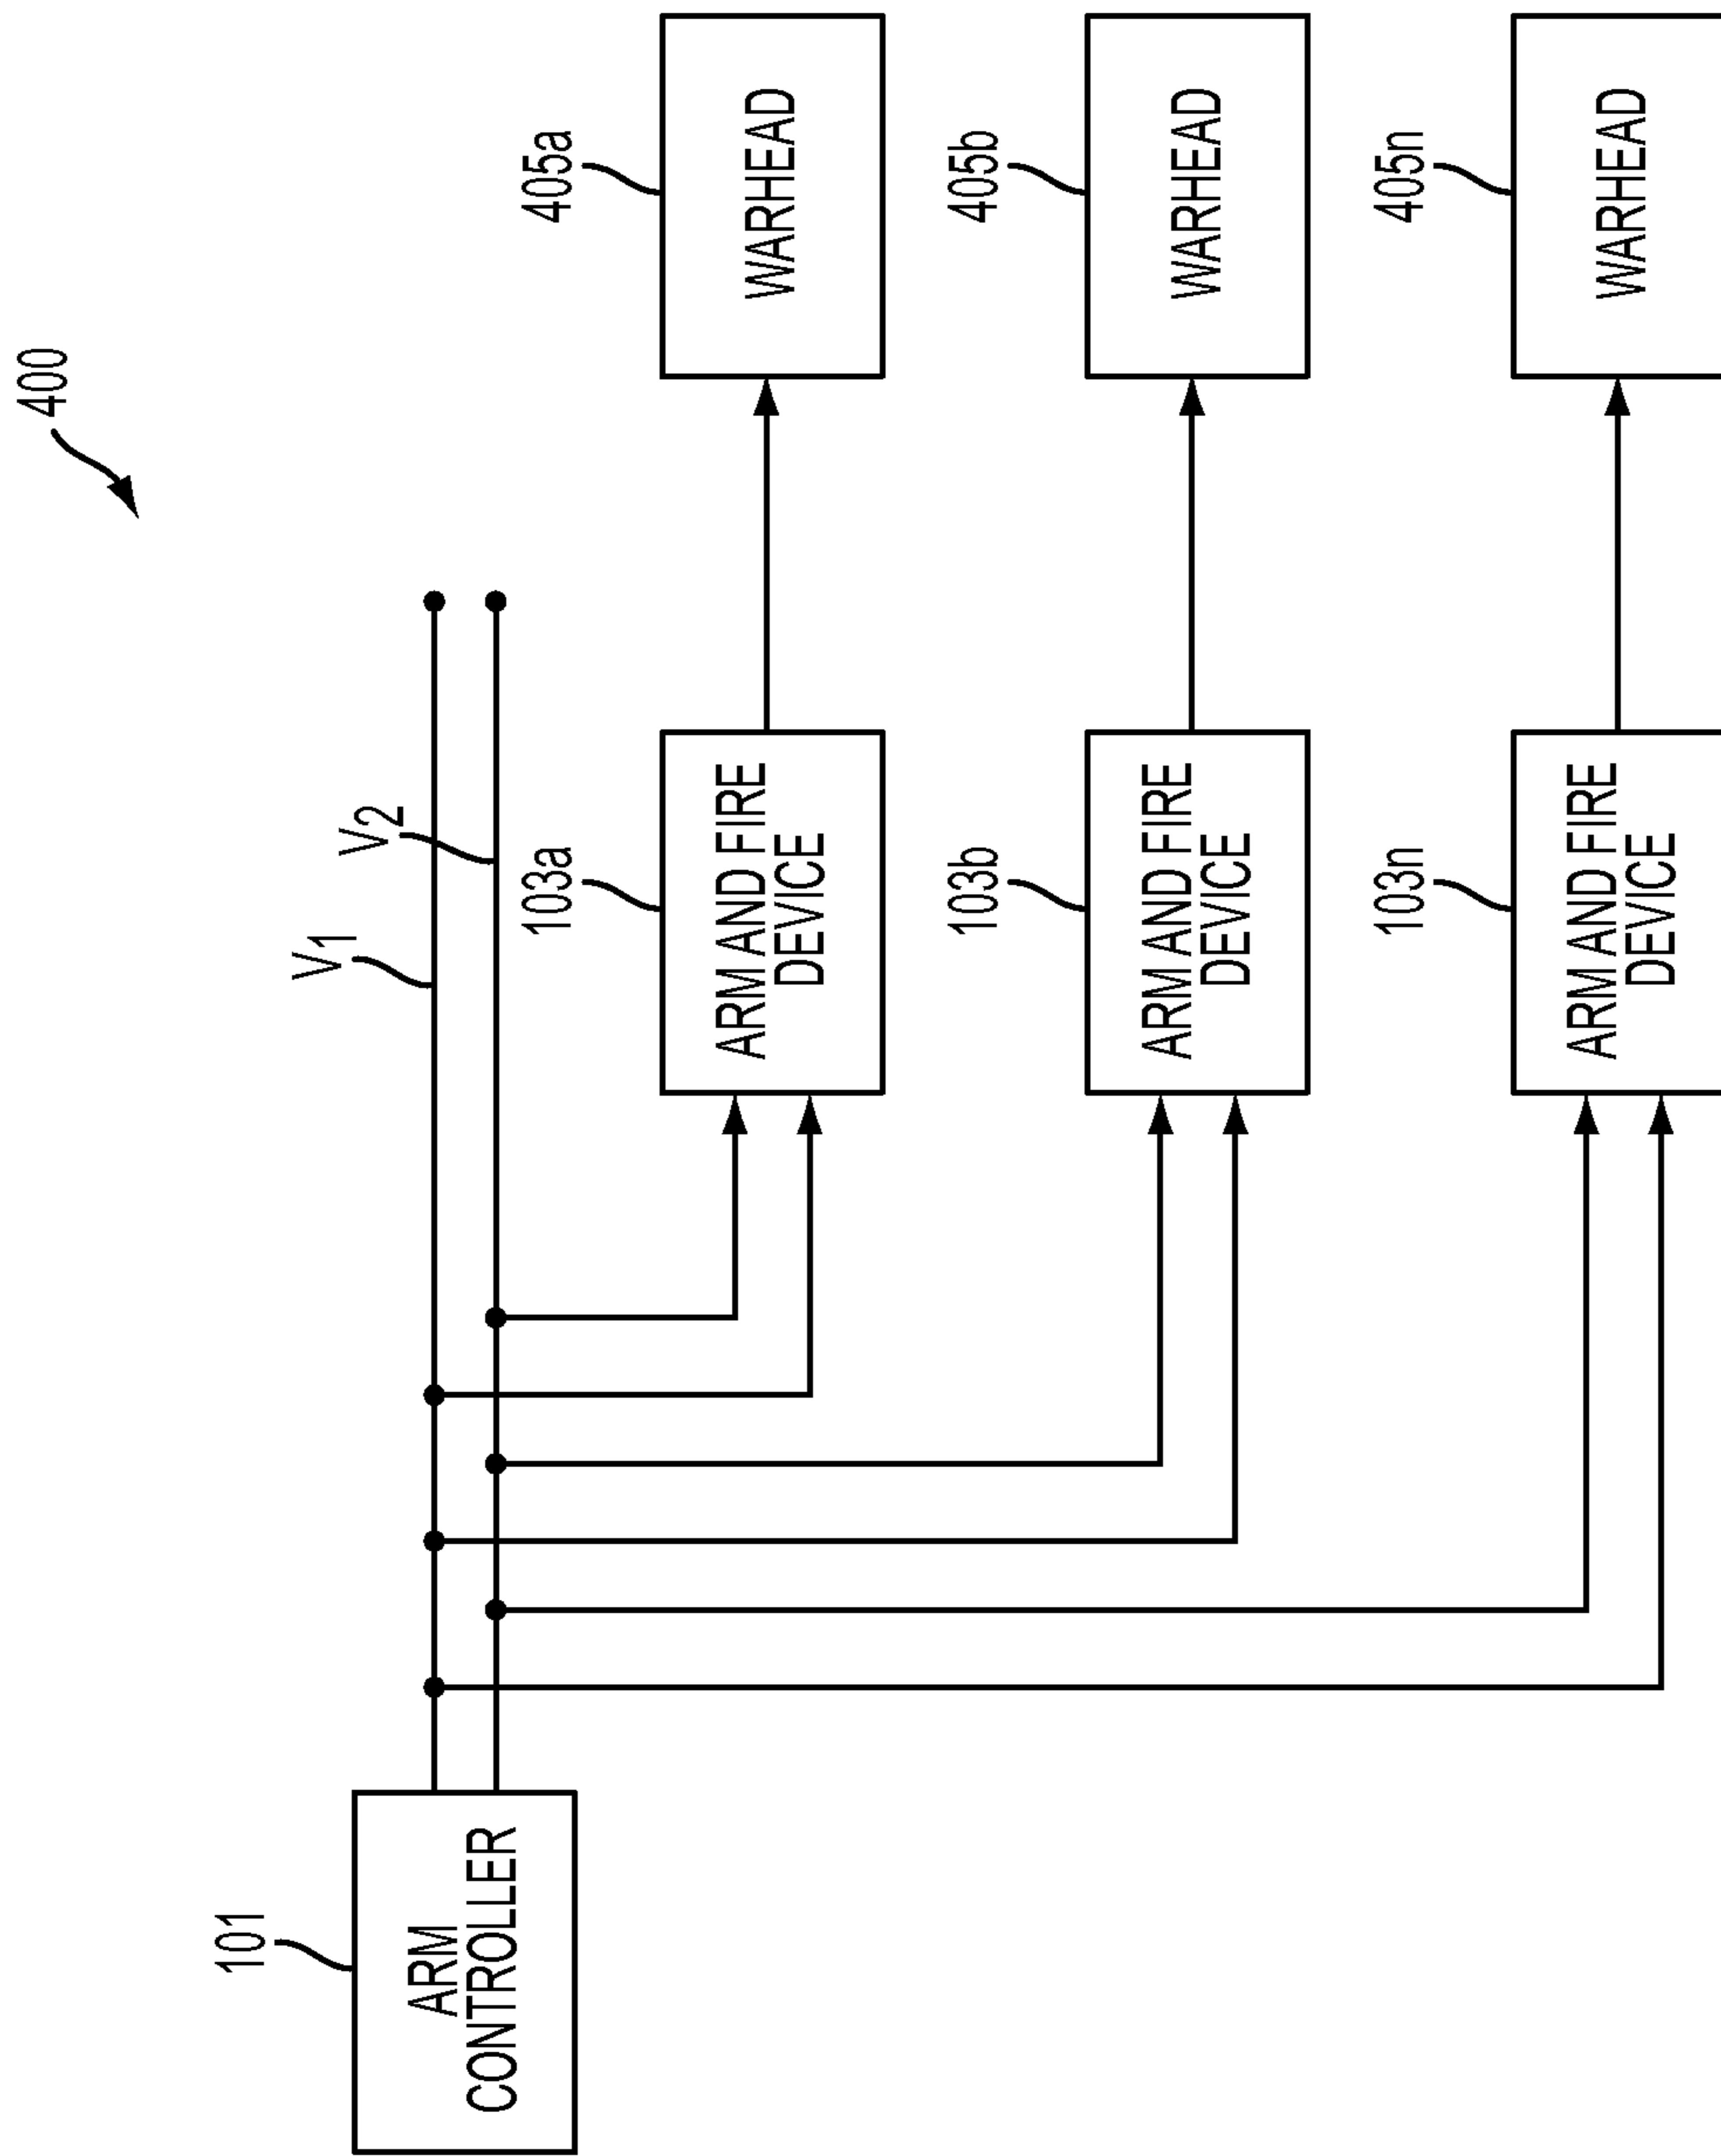 400
V1
V2
101
ARM
CONTROLLER
103a
ARM AND FIRE
DEVICE
405a
WARHEAD
103b
ARM AND FIRE
DEVICE
405b
WARHEAD
103n
ARM AND FIRE
DEVICE
405n
WARHEAD